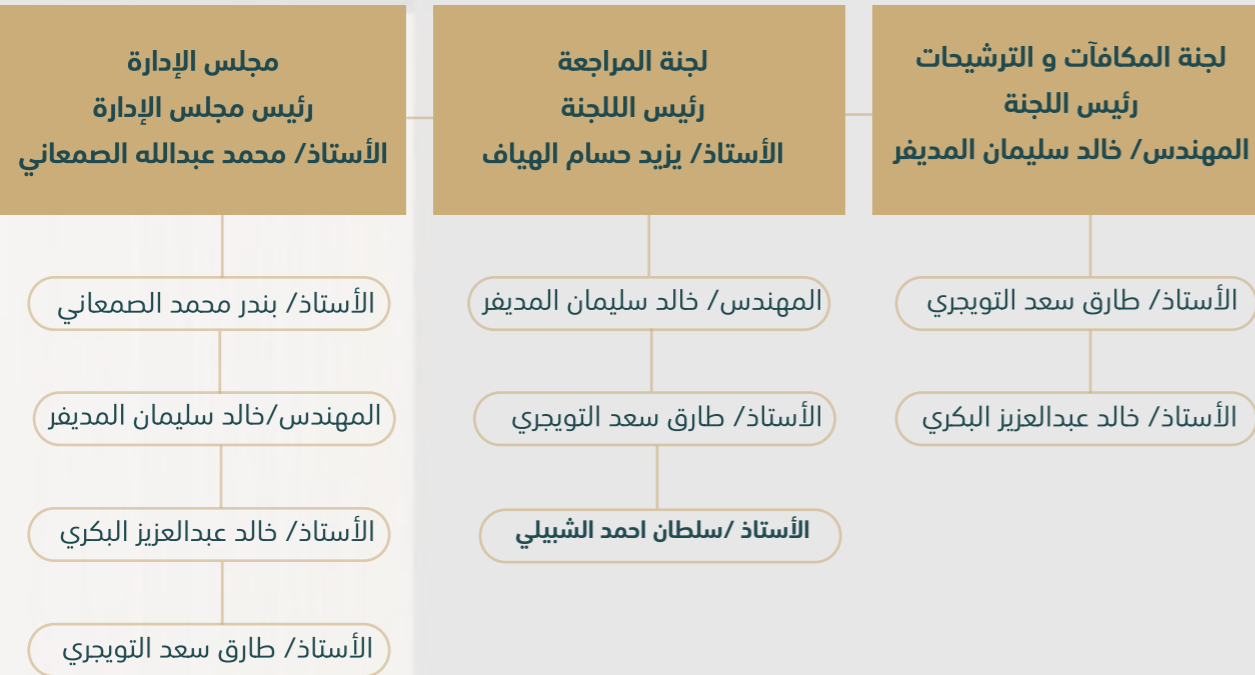 لجنة المكافآت و الترشيحات
رئيس اللجنة
المهندس/ خالد سليمان المديفر
الأستاذ/ طارق سعد التويجري
الأستاذ/ خالد عبدالعزيز البكري
لجنة المراجعة
رئيس اللجنة
الأستاذ/ يزيد حسام الهياف
المهندس/ خالد سليمان المديفر
الأستاذ/ طارق سعد التويجري
الأستاذ /سلطان احمد الشبيلي
مجلس الإدارة
رئيس مجلس الإدارة
الأستاذ/ محمد عبدالله الصمعاني
الأستاذ/ بندر محمد الصمعاني
المهندس/خالد سليمان المديفر
الأستاذ/ خالد عبدالعزيز البكري
الأستاذ/ طارق سعد التويجري